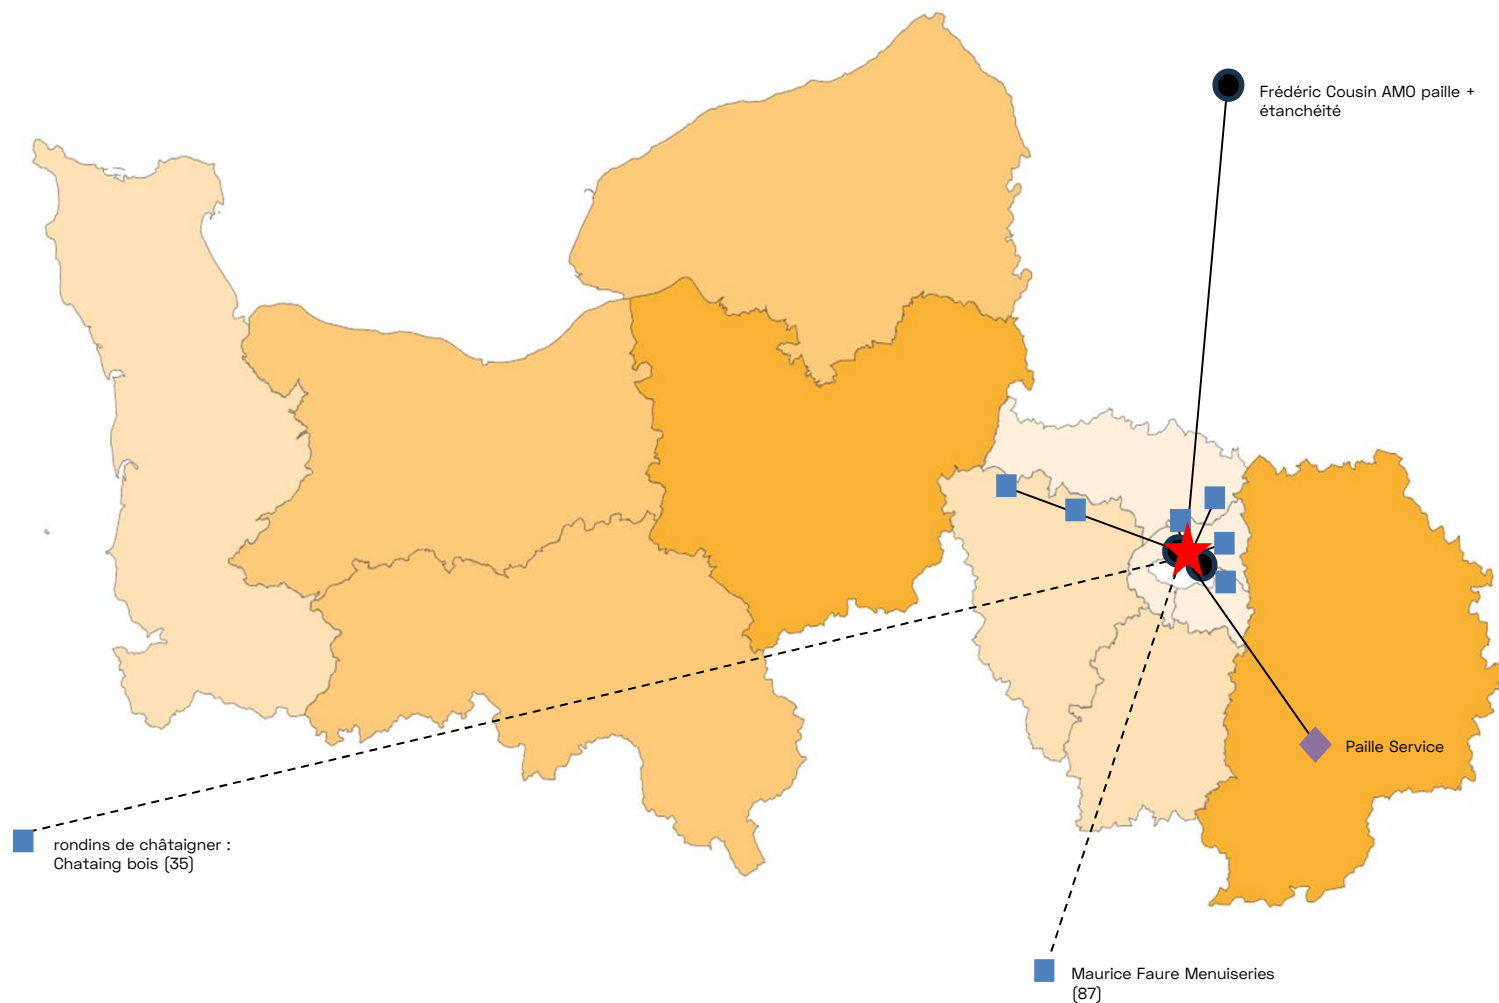 Frédéric Cousin AMO paille +
étanchéité
Paille Service
rondins de châtaigner :
Chataing bois (35)
Maurice Faure Menuiseries
(87)